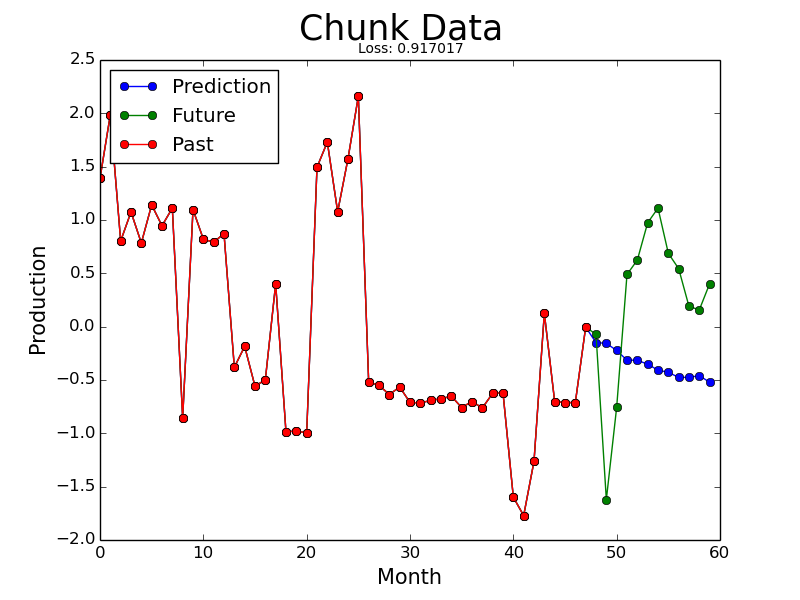 Chunk Data
Loss: 0.917017
2.5
2.0
1.5
1.0
0.5
0.0
−0.5
−1.0
−1.5
−2.0
Production
Prediction
Future
Past
0 10 20 30 40 50 60
Month